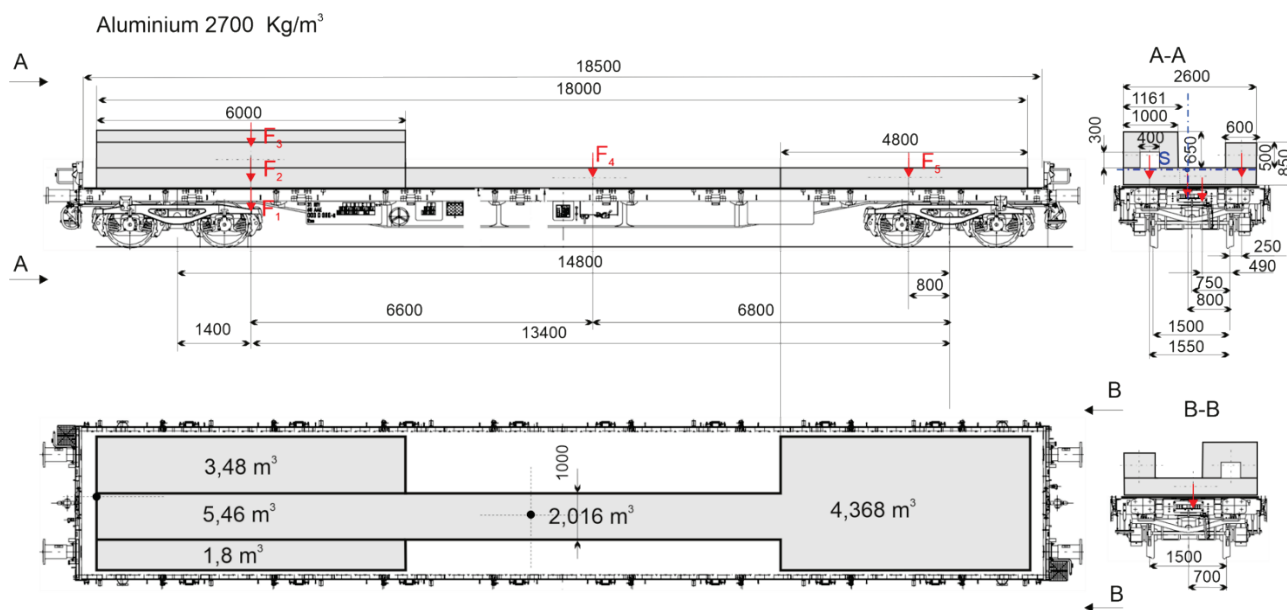 Aluminium 2700 Kg/m³
A
A-A
18500
2600
18000
1161
6000
1000
300
400
600
F₃
4800
650
500
850
F₂
F₄
F₅
S
F₁
A
14800
250
490
800
750
6600
6800
800
1400
13400
1500
1550
B
B-B
3,48 m³
1000
5,46 m³
2,016 m³
4,368 m³
1,8 m³
1500
700
B